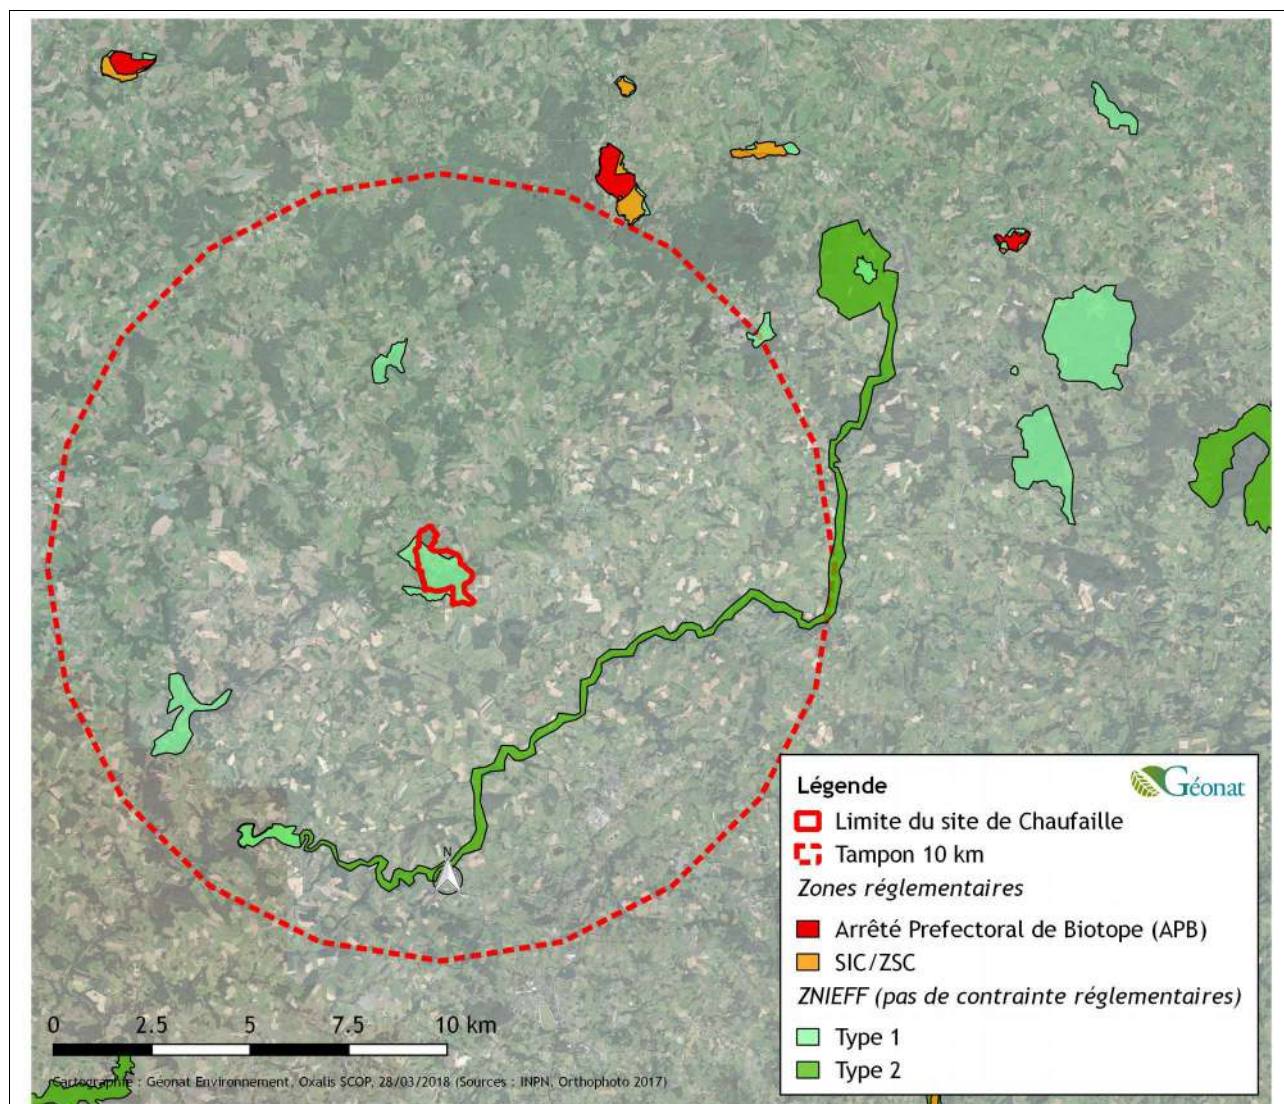 Légende
Géonat
Limite du site de Chaufaille
Tampon 10 km
Zones réglementaires
Arrêté Prefectoral de Biotope (APB)
SIC/ZSC
ZNIEFF (pas de contrainte réglementaires)
Type 1
Type 2
N
0 2.5 5 7.5 10 km
Cartographie : Géonat Environnement, Oxalis SCOP, 28/03/2018 (Sources : INPN, Orthophoto 2017)